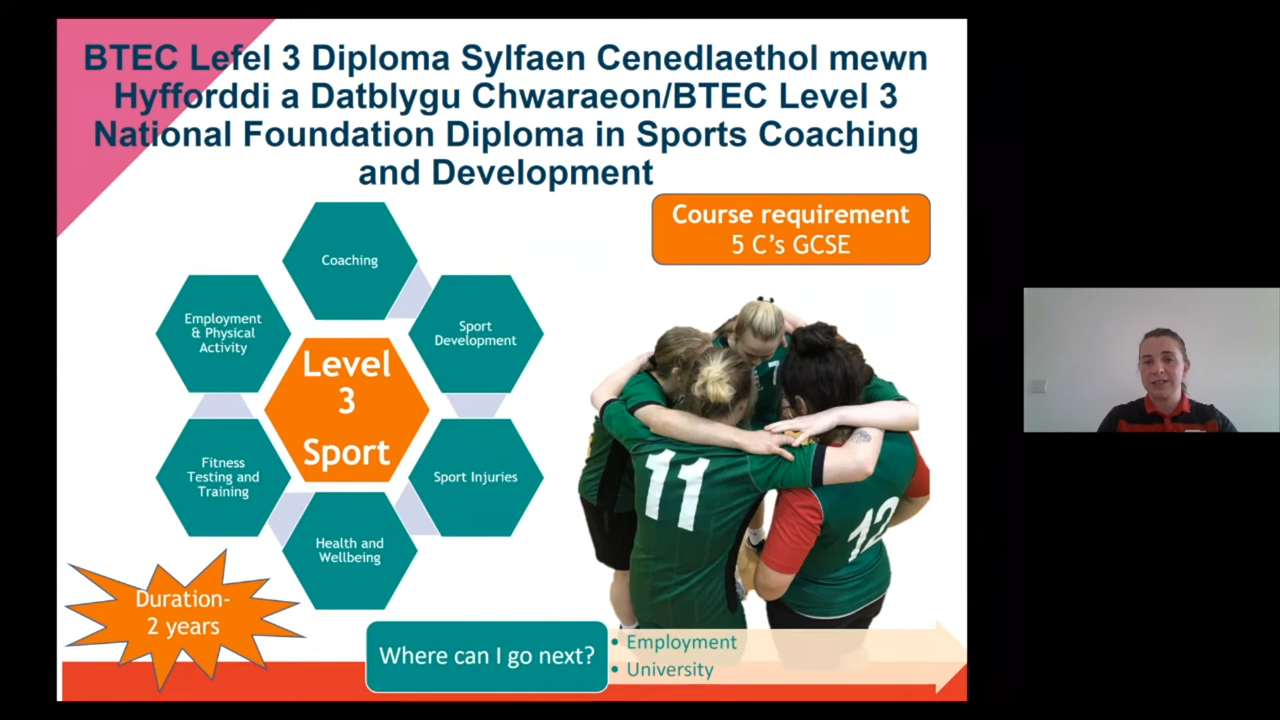 BTEC Lefel 3 Diploma Sylfaen Cenedlaethol mewn
Hyfforddi a Datblygu Chwaraeon/BTEC Level 3
National Foundation Diploma in Sports Coaching
and Development
Course requirement
5 C's GCSE
Coaching
Sport
Development
Sport Injuries
Health and
Wellbeing
Fitness
Testing and
Training
Employment
& Physical
Activity
Level
3
Sport
7
11
12
Duration-
2 years
Where can I go next?
• Employment
• University